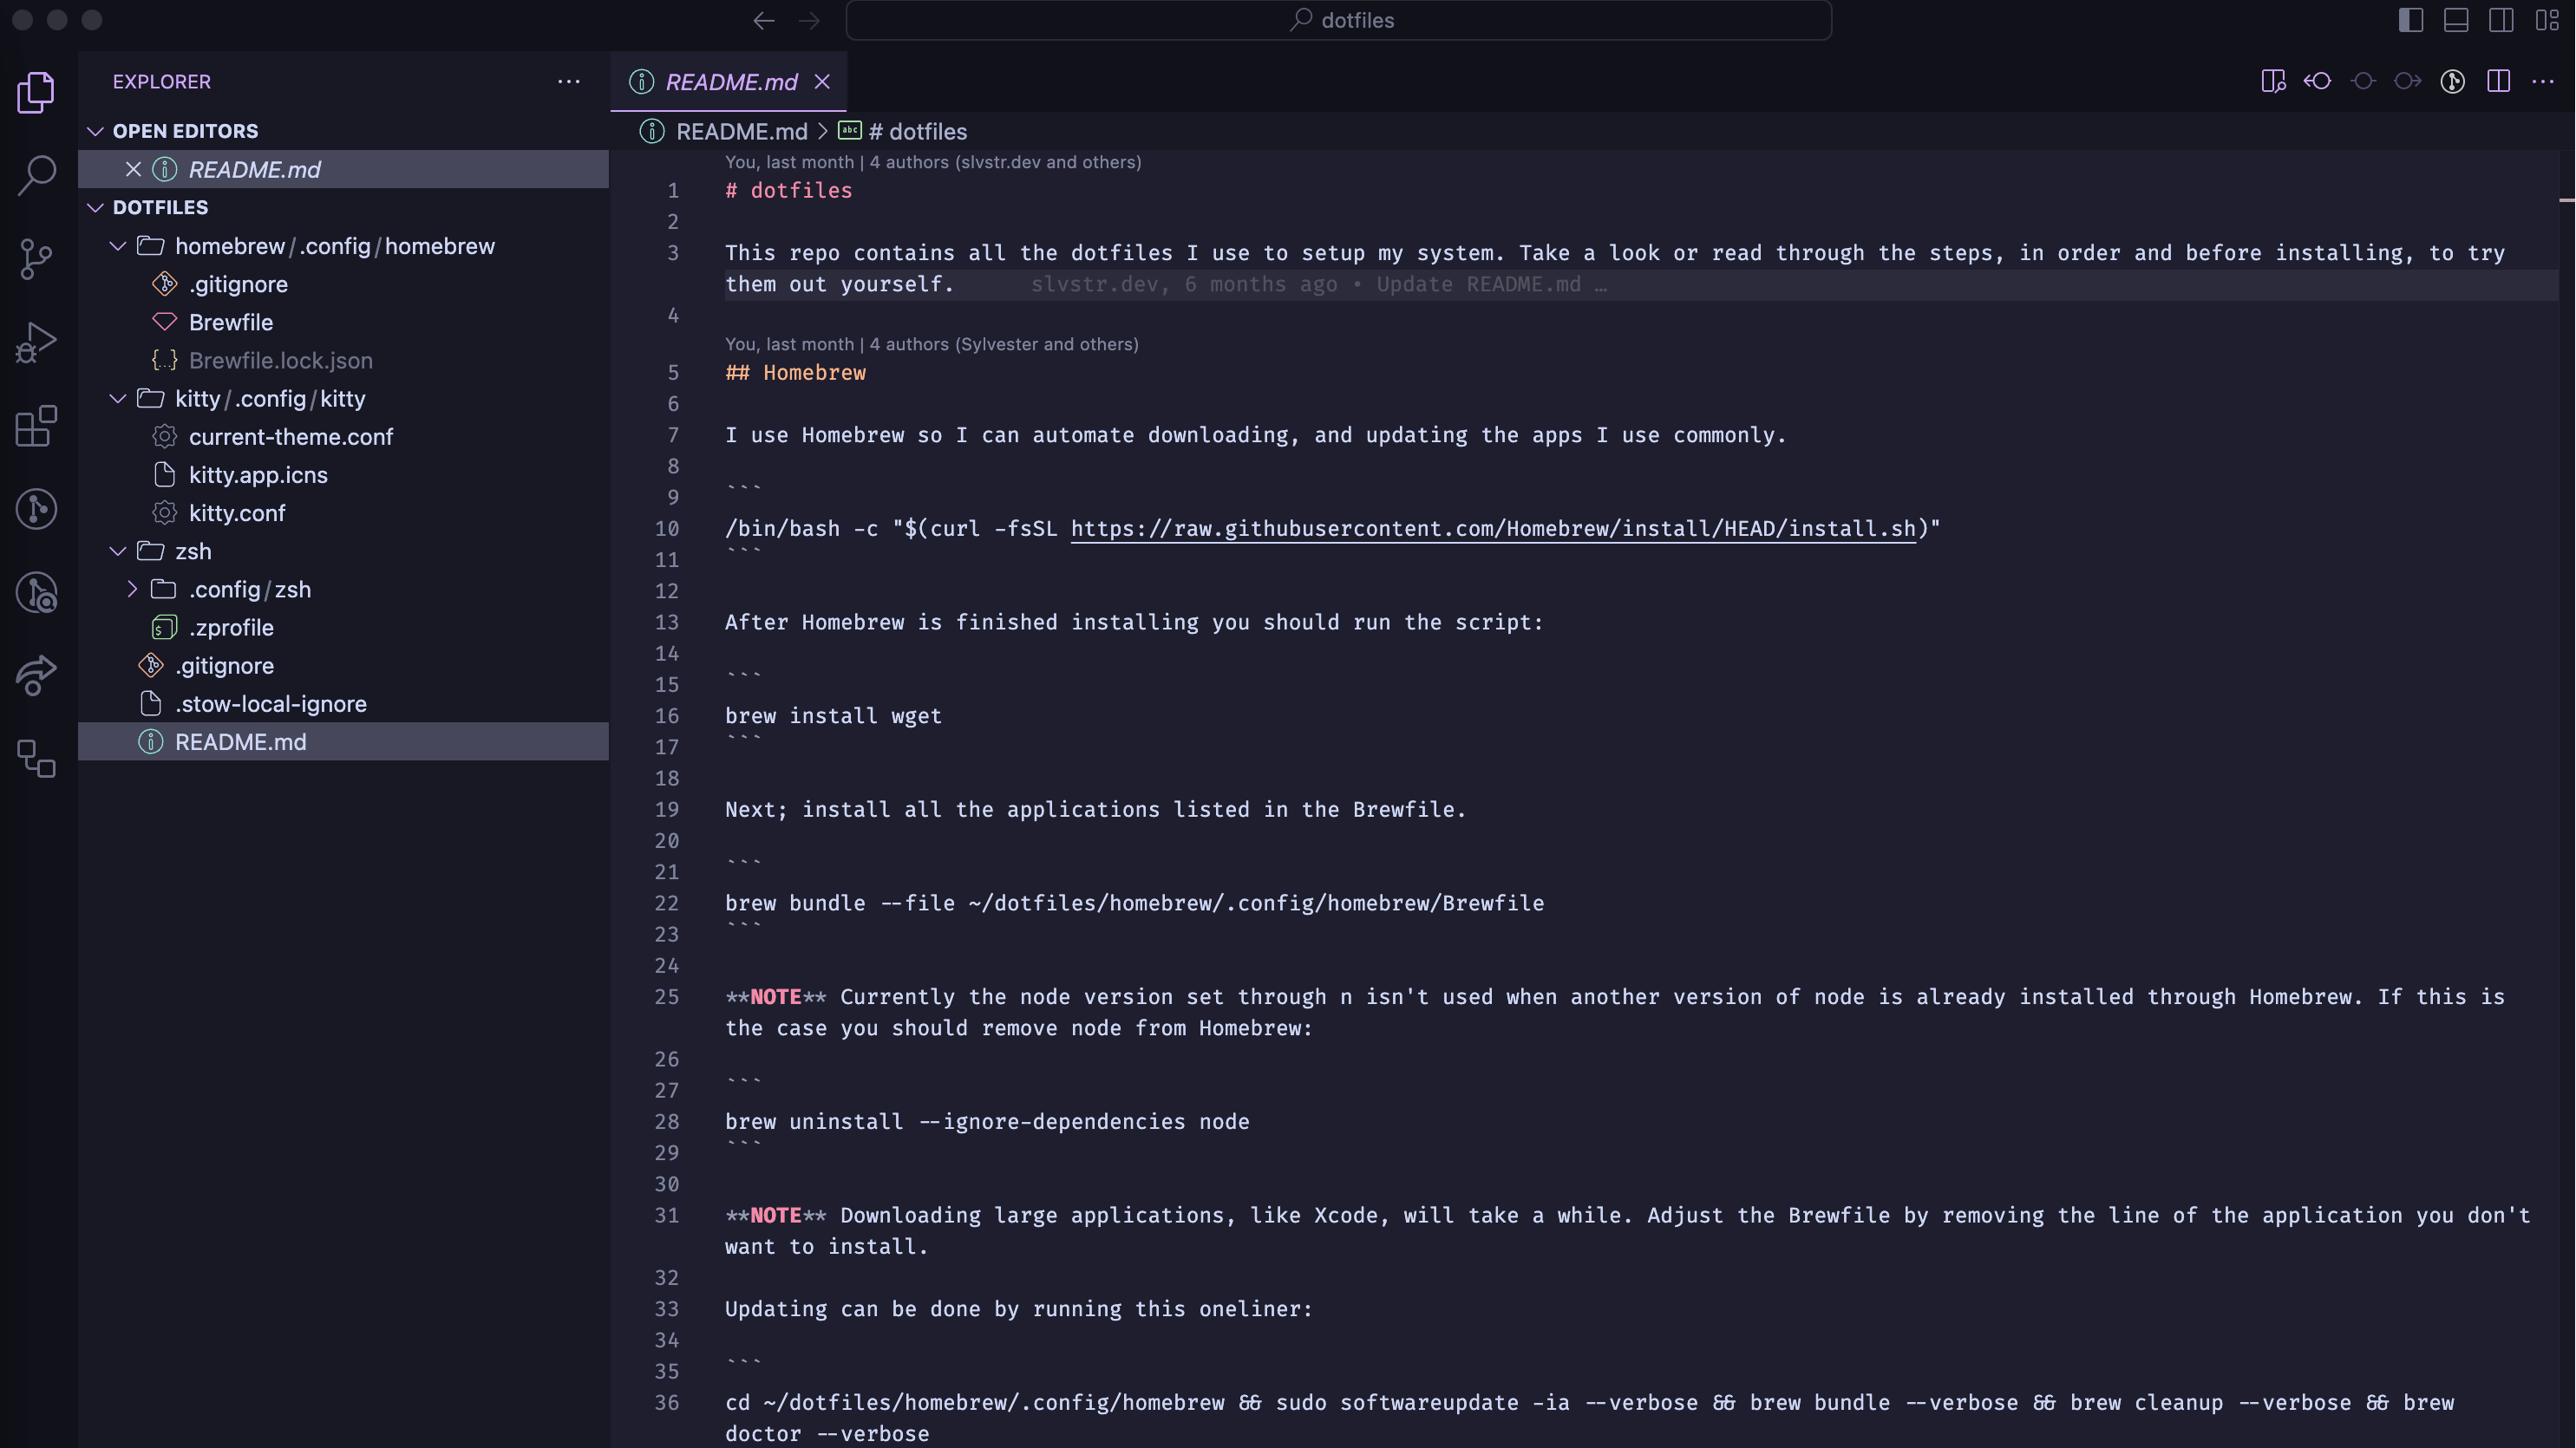 dotfiles
EXPLORER
OPEN EDITORS
README.md
DOTFILES
homebrew/.config/homebrew
.gitignore
Brewfile
Brewfile.lock.json
kitty/.config/kitty
current-theme.conf
kitty.app.icns
kitty.conf
zsh
.config/zsh
.zprofile
.gitignore
.stow-local-ignore
README.md
README.md
README.md > # dotfiles
You, last month | 4 authors (slvstr.dev and others)
1 # dotfiles
2
3 This repo contains all the dotfiles I use to setup my system. Take a look or read through the steps, in order and before installing, to try
them out yourself. slvstr.dev, 6 months ago • Update README.md …
4
You, last month | 4 authors (Sylvester and others)
5 ## Homebrew
6
7 I use Homebrew so I can automate downloading, and updating the apps I use commonly.
8
9 ```
10 /bin/bash -c "$(curl -fsSL https://raw.githubusercontent.com/Homebrew/install/HEAD/install.sh)"
11 ```
12
13 After Homebrew is finished installing you should run the script:
14
15 ```
16 brew install wget
17 ```
18
19 Next; install all the applications listed in the Brewfile.
20
21 ```
22 brew bundle --file ~/dotfiles/homebrew/.config/homebrew/Brewfile
23 ```
24
25 **NOTE** Currently the node version set through n isn't used when another version of node is already installed through Homebrew. If this is
the case you should remove node from Homebrew:
26
27 ```
28 brew uninstall --ignore-dependencies node
29 ```
30
31 **NOTE** Downloading large applications, like Xcode, will take a while. Adjust the Brewfile by removing the line of the application you don't
want to install.
32
33 Updating can be done by running this oneliner:
34
35 ```
36 cd ~/dotfiles/homebrew/.config/homebrew && sudo softwareupdate -ia --verbose && brew bundle --verbose && brew cleanup --verbose && brew
doctor --verbose